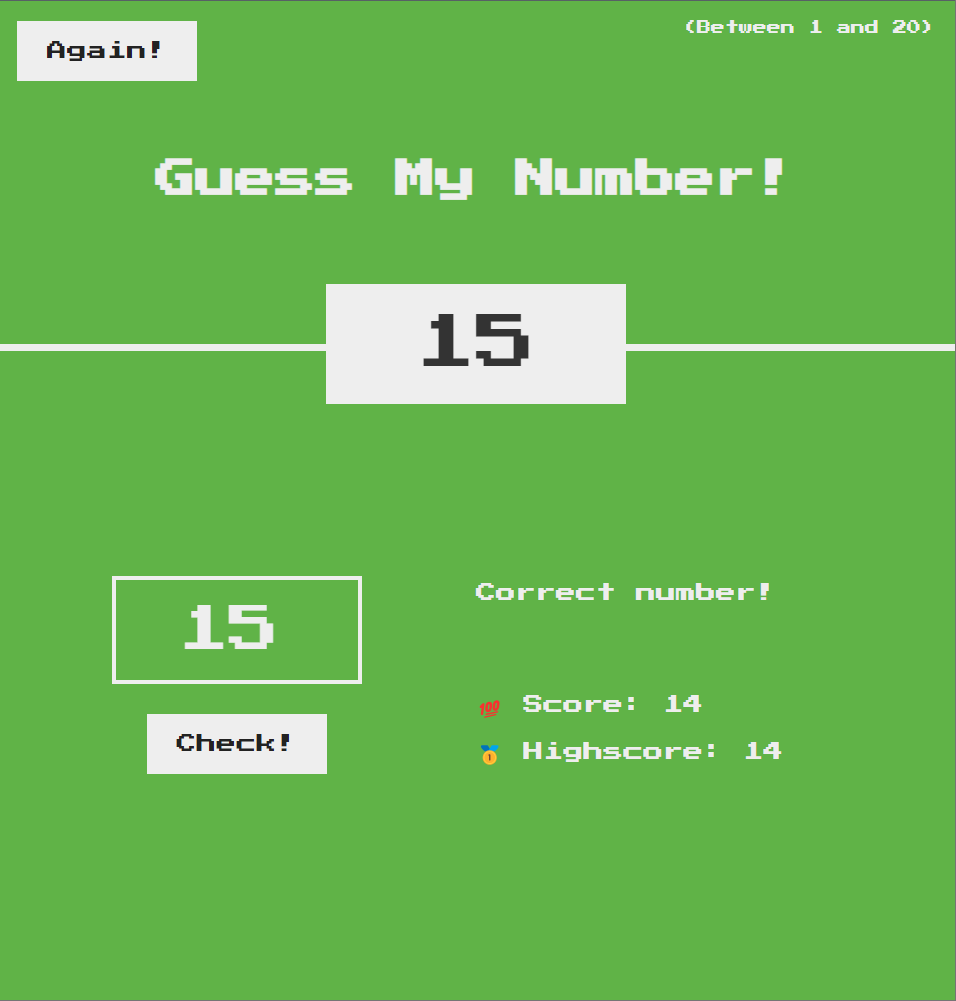 Again!
(Between 1 and 20)
Guess My Number!
15
15
Check!
Correct number!
💯 Score: 14
🥇 Highscore: 14